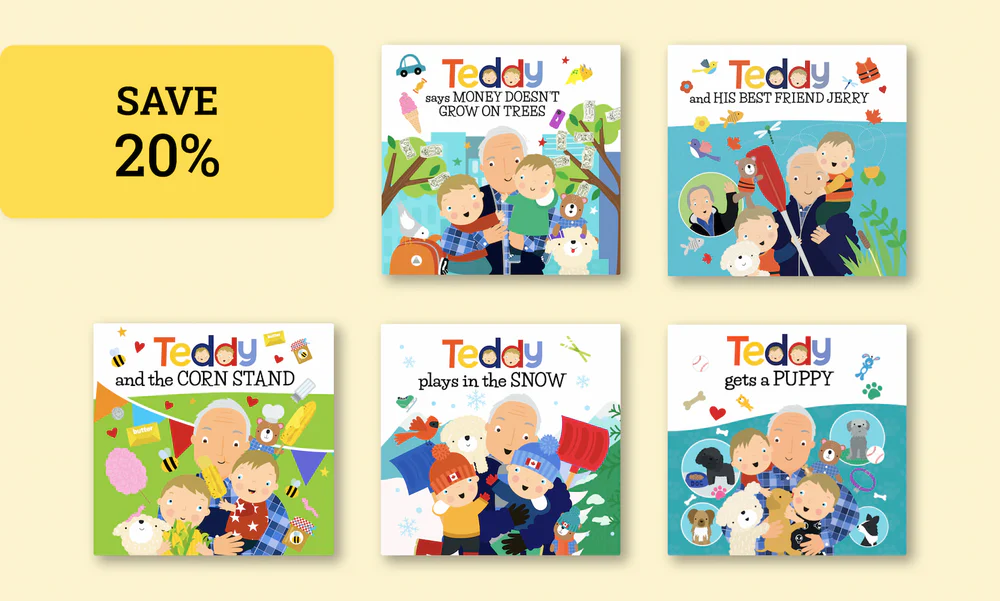 SAVE
20%
Teddy
says MONEY DOESN'T
GROW ON TREES
Teddy
and HIS BEST FRIEND JERRY
Teddy
and the CORN STAND
butter
butter
Teddy
plays in the SNOW
Teddy
gets a PUPPY